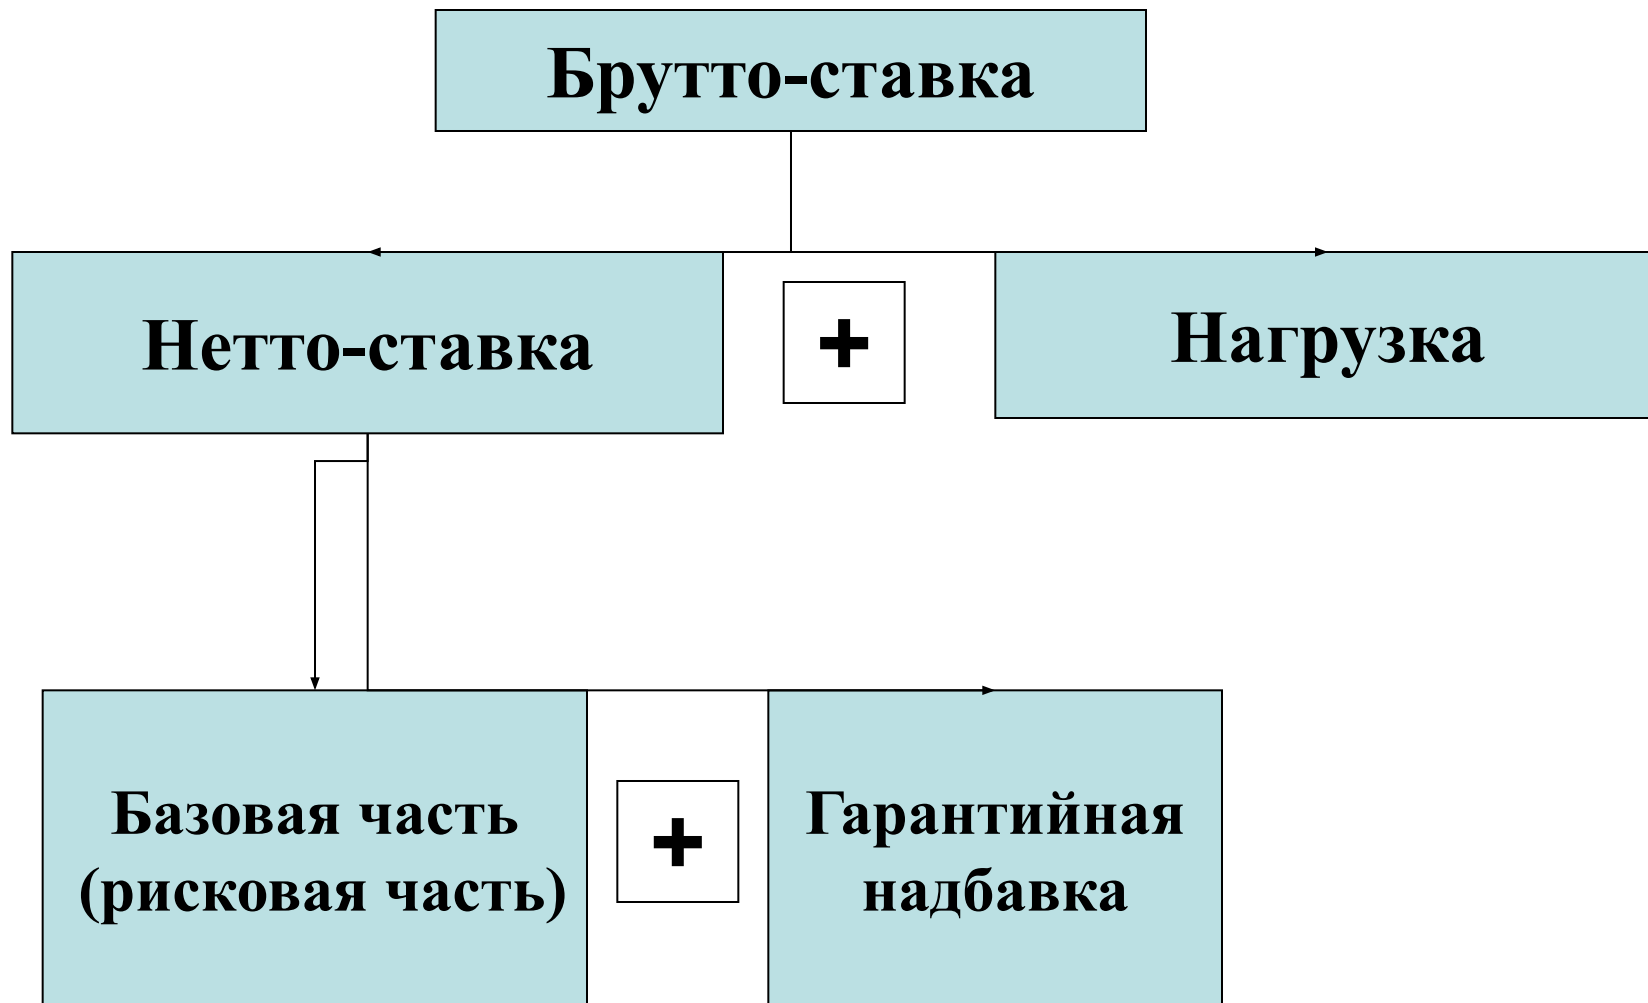 Брутто-ставка
Нетто-ставка
+
Нагрузка
Базовая часть
(рисковая часть)
+
Гарантийная
надбавка